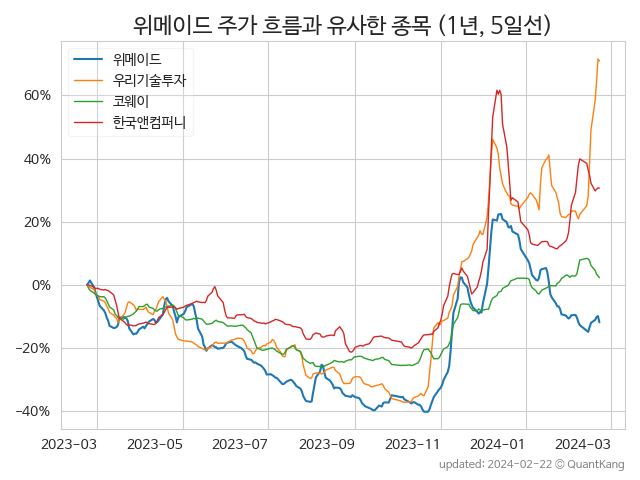 위메이드 주가 흐름과 유사한 종목 (1년, 5일선)
위메이드
우리기술투자
코웨이
한국앤컴퍼니
60%
40%
20%
0%
−20%
−40%
2023−03
2023−05
2023−07
2023−09
2023−11
2024−01
2024−03
updated: 2024-02-22 © QuantKang